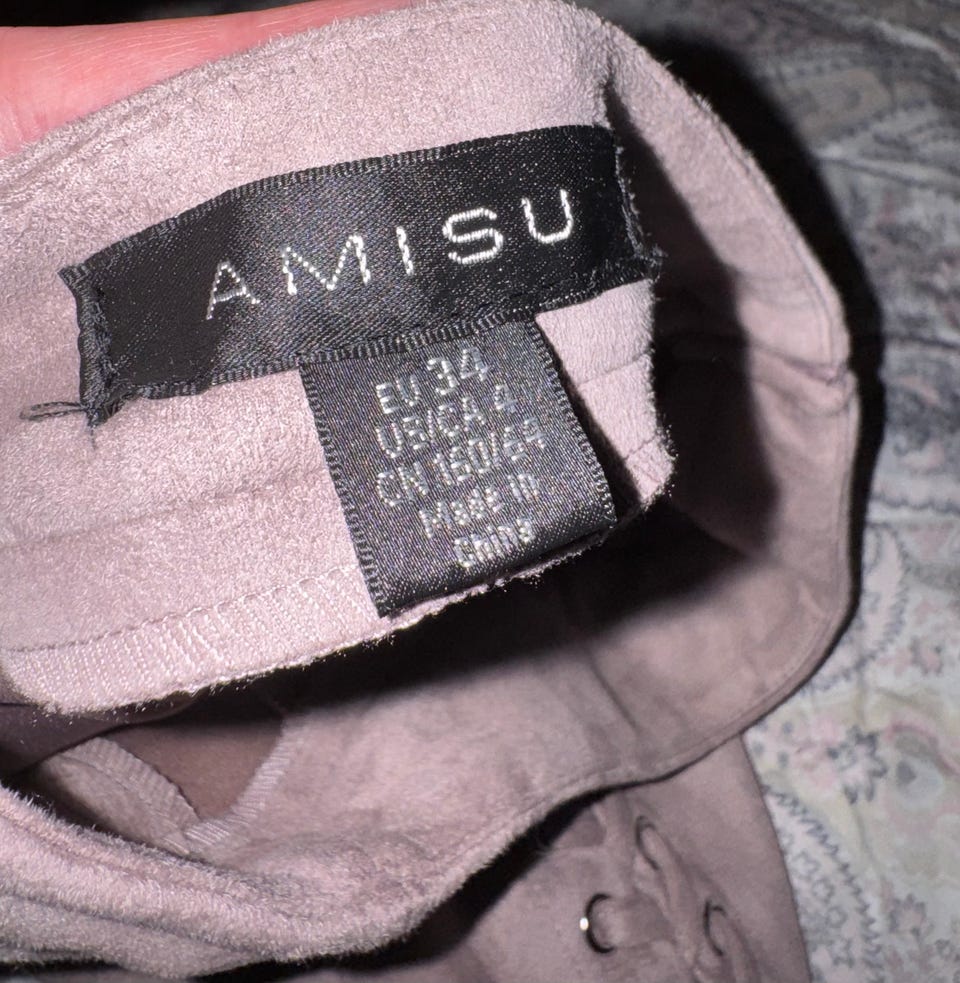 AMISU
EU 34
US/CA 4
CN 160/64
Made in
China